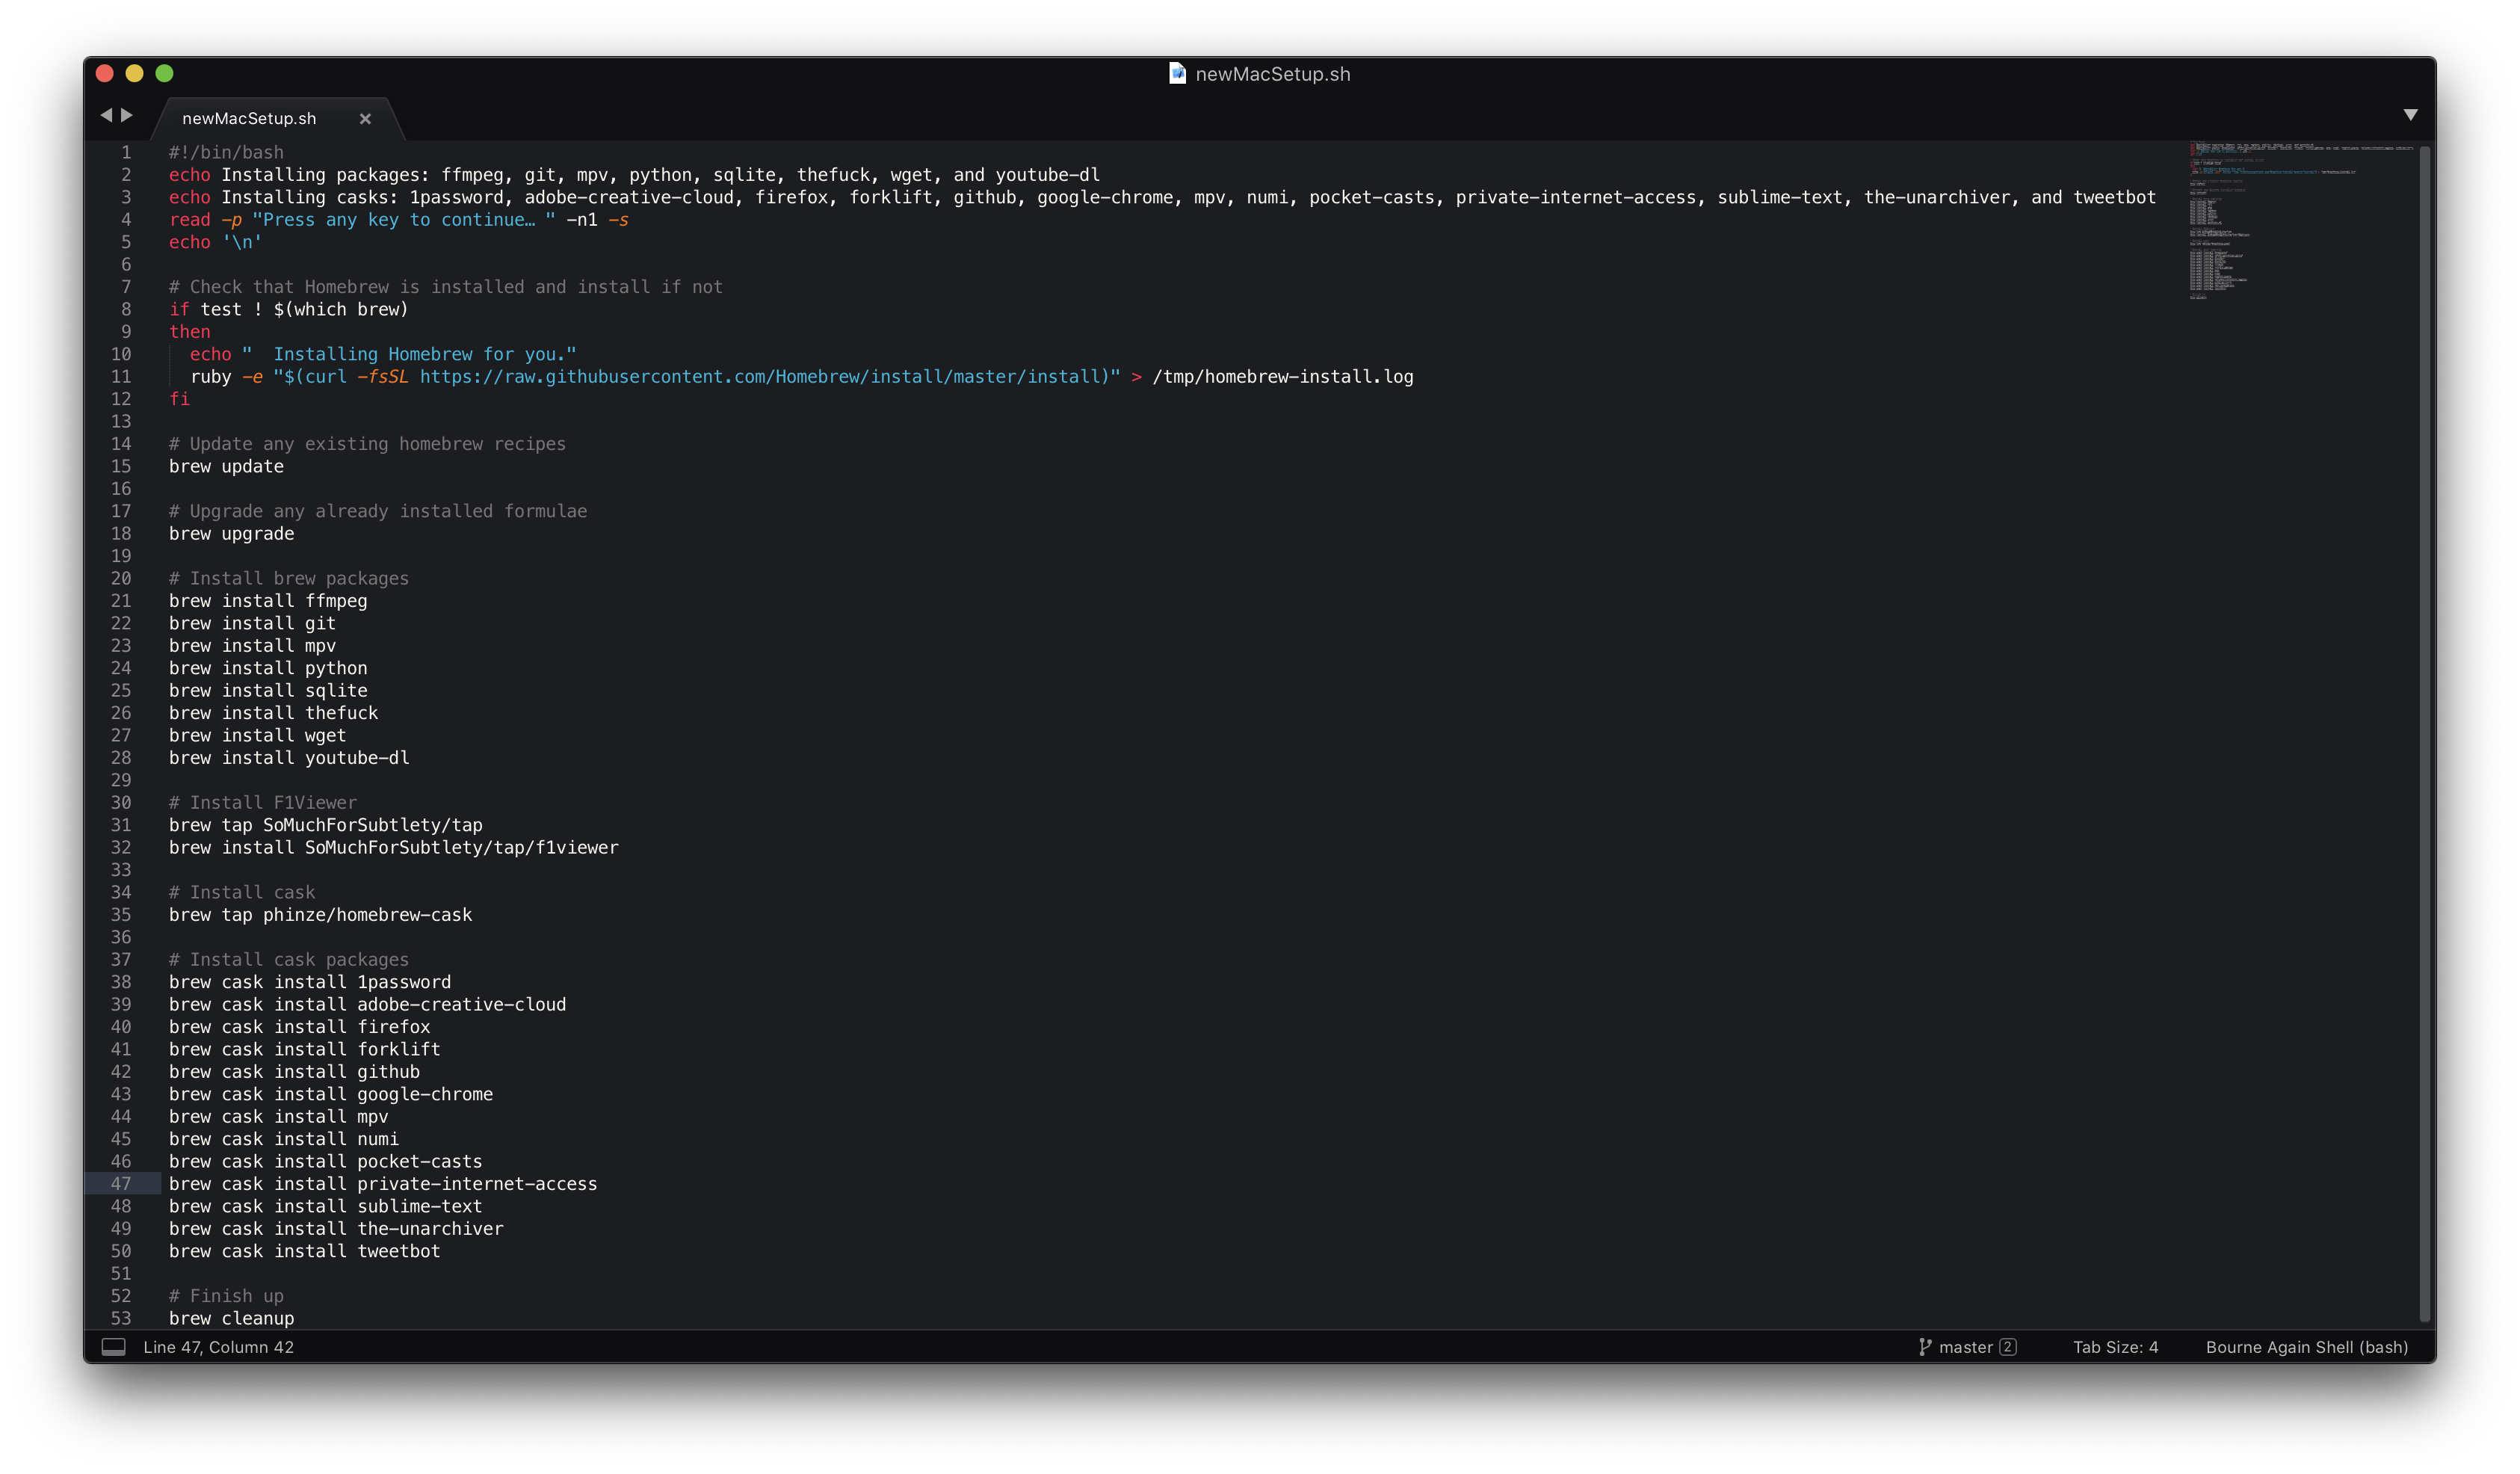 newMacSetup.sh
newMacSetup.sh ×
1 #!/bin/bash
2 echo Installing packages: ffmpeg, git, mpv, python, sqlite, thefuck, wget, and youtube-dl
3 echo Installing casks: 1password, adobe-creative-cloud, firefox, forklift, github, google-chrome, mpv, numi, pocket-casts, private-internet-access, sublime-text, the-unarchiver, and tweetbot
4 read -p "Press any key to continue… " -n1 -s
5 echo '\n'
6
7 # Check that Homebrew is installed and install if not
8 if test ! $(which brew)
9 then
10   echo "  Installing Homebrew for you."
11   ruby -e "$(curl -fsSL https://raw.githubusercontent.com/Homebrew/install/master/install)" > /tmp/homebrew-install.log
12 fi
13
14 # Update any existing homebrew recipes
15 brew update
16
17 # Upgrade any already installed formulae
18 brew upgrade
19
20 # Install brew packages
21 brew install ffmpeg
22 brew install git
23 brew install mpv
24 brew install python
25 brew install sqlite
26 brew install thefuck
27 brew install wget
28 brew install youtube-dl
29
30 # Install F1Viewer
31 brew tap SoMuchForSubtlety/tap
32 brew install SoMuchForSubtlety/tap/f1viewer
33
34 # Install cask
35 brew tap phinze/homebrew-cask
36
37 # Install cask packages
38 brew cask install 1password
39 brew cask install adobe-creative-cloud
40 brew cask install firefox
41 brew cask install forklift
42 brew cask install github
43 brew cask install google-chrome
44 brew cask install mpv
45 brew cask install numi
46 brew cask install pocket-casts
47 brew cask install private-internet-access
48 brew cask install sublime-text
49 brew cask install the-unarchiver
50 brew cask install tweetbot
51
52 # Finish up
53 brew cleanup
Line 47, Column 42 master 2 Tab Size: 4 Bourne Again Shell (bash)